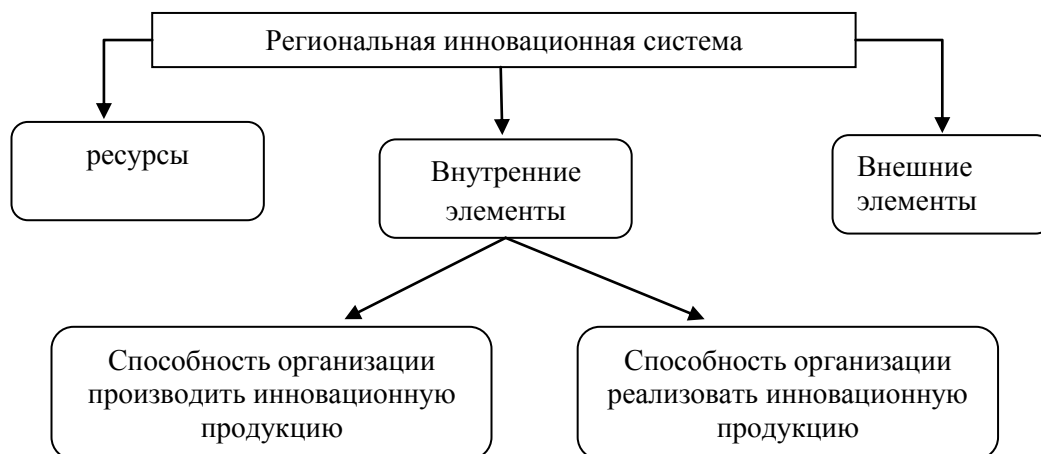 Региональная инновационная система
ресурсы
Внутренние
элементы
Внешние
элементы
Способность организации
производить инновационную
продукцию
Способность организации
реализовать инновационную
продукцию